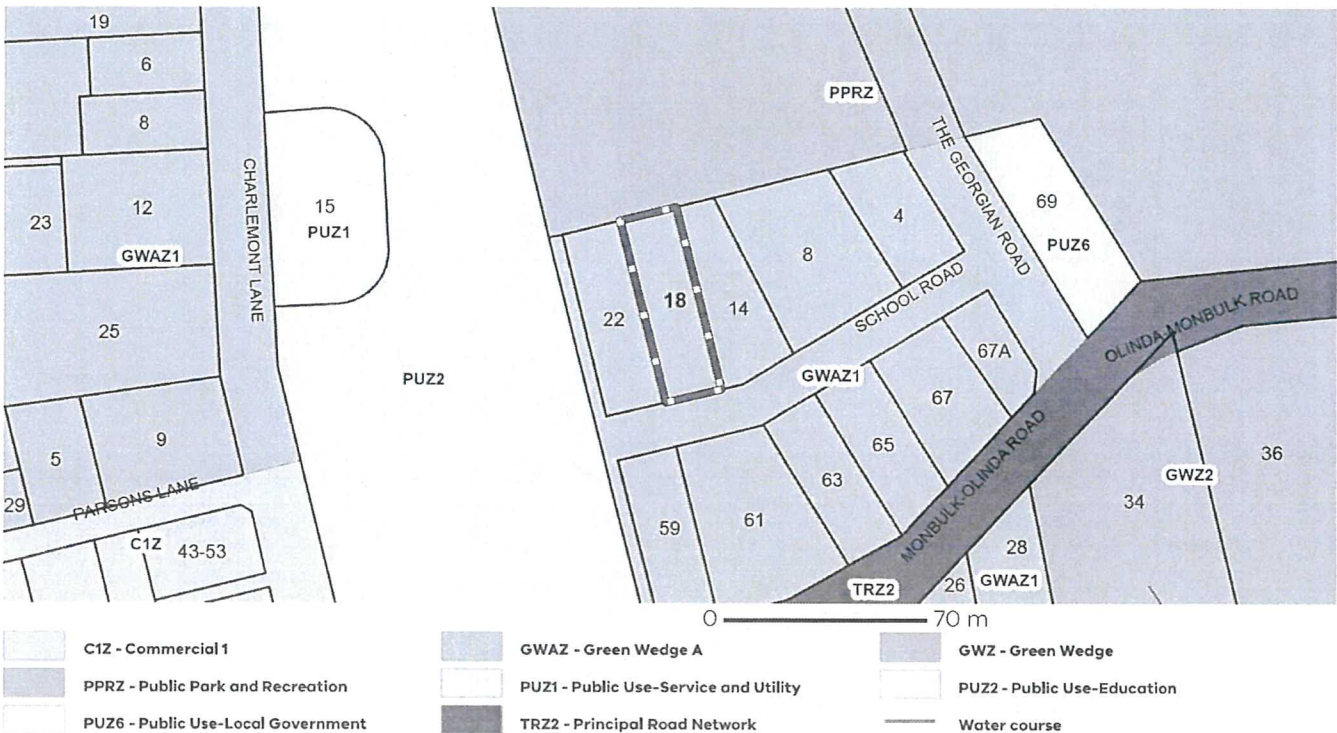 19
6
8
23
12
GWAZ1
25
5
9
29
CHARLEMONT LANE
PARSONS LANE
C1Z
43-53
15
PUZ1
PUZ2
PPRZ
THE GEORGIAN ROAD
69
PUZ6
4
8
14
18
22
SCHOOL ROAD
GWAZ1
67A
67
65
63
61
59
OLINDA-MONBULK ROAD
MONBULK-OLINDA ROAD
TRZ2
36
GWZ2
34
28
26
GWAZ1
0 70 m
C1Z - Commercial 1
GWAZ - Green Wedge A
GWZ - Green Wedge
PPRZ - Public Park and Recreation
PUZ1 - Public Use-Service and Utility
PUZ2 - Public Use-Education
PUZ6 - Public Use-Local Government
TRZ2 - Principal Road Network
Water course